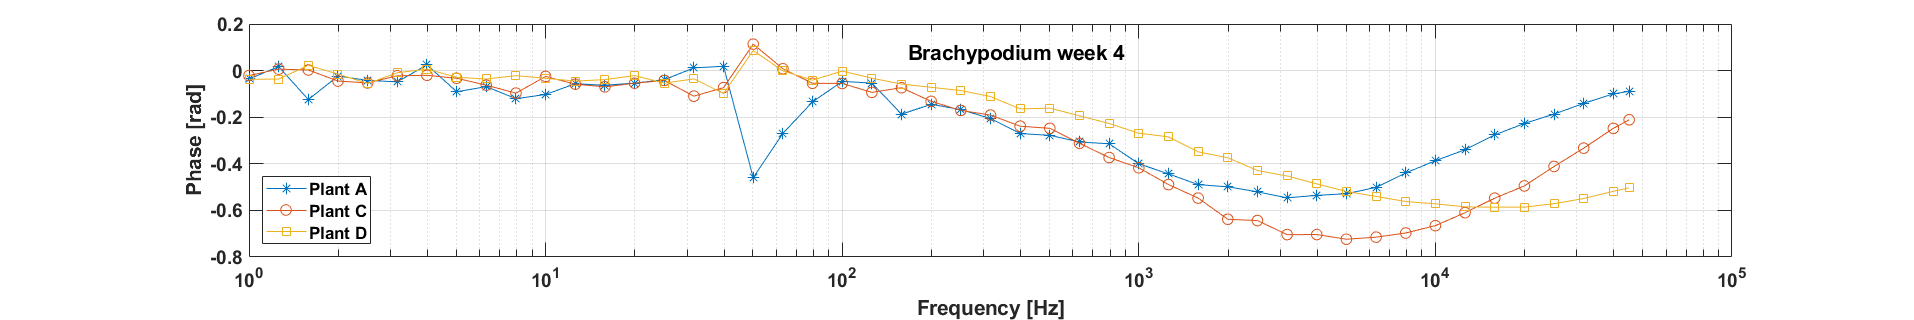 Brachypodium week 4
Phase [rad]
0.2
0
-0.2
-0.4
-0.6
-0.8
Plant A
Plant C
Plant D
10^0 10^1 10^2 10^3 10^4 10^5
Frequency [Hz]